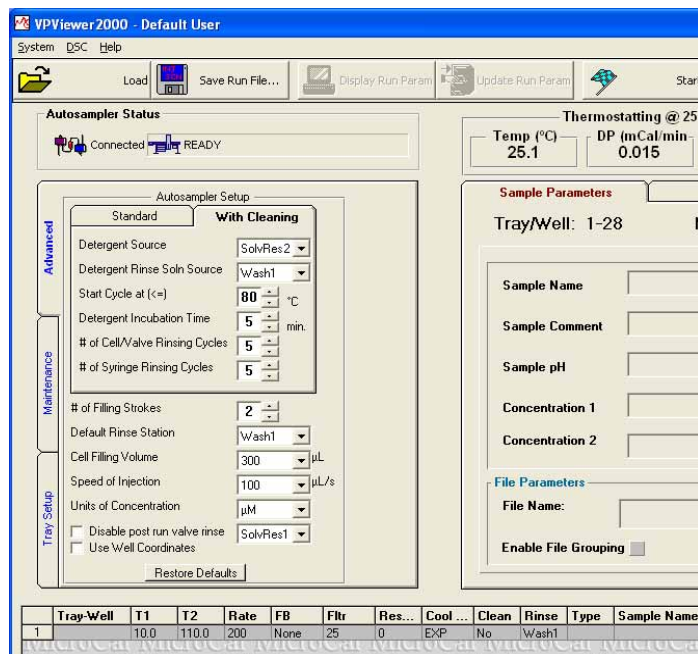 VPViewer2000 - Default User
System DSC Help
Load Save Run File... Display Run Param Update Run Param Star
Autosampler Status
Connected READY
Thermostatting @ 25
Temp (ºC) DP (mCal/min
25.1 0.015
Advanced
Maintenance
Tray Setup
Autosampler Setup
Standard With Cleaning
Detergent Source SolvRes2
Detergent Rinse Soln Source Wash1
Start Cycle at (<=) 80 °C
Detergent Incubation Time 5 min.
# of Cell/Valve Rinsing Cycles 5
# of Syringe Rinsing Cycles 5
# of Filling Strokes 2
Default Rinse Station Wash1
Cell Filling Volume 300 µL
Speed of Injection 100 µL/s
Units of Concentration µM
Disable post run valve rinse SolvRes1
Use Well Coordinates
Restore Defaults
Sample Parameters
Tray/Well: 1-28
Sample Name
Sample Comment
Sample pH
Concentration 1
Concentration 2
File Parameters
File Name:
Enable File Grouping
Tray-Well T1 T2 Rate FB Fltr Res... Cool ... Clean Rinse Type Sample Name
1 10.0 110.0 200 None 25 0 EXP No Wash1